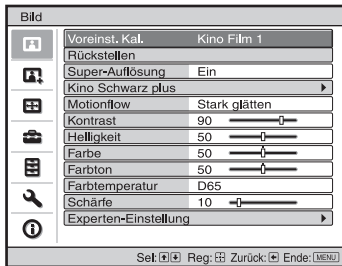 Bild
Voreinst. Kal. Kino Film 1
Rückstellen
Super-Auflösung Ein
Kino Schwarz plus
Motionflow Stark glätten
Kontrast 90
Helligkeit 50
Farbe 50
Farbton 50
Farbtemperatur D65
Schärfe 10
Experten-Einstellung
Sel: Reg: Zurück: Ende: MENU